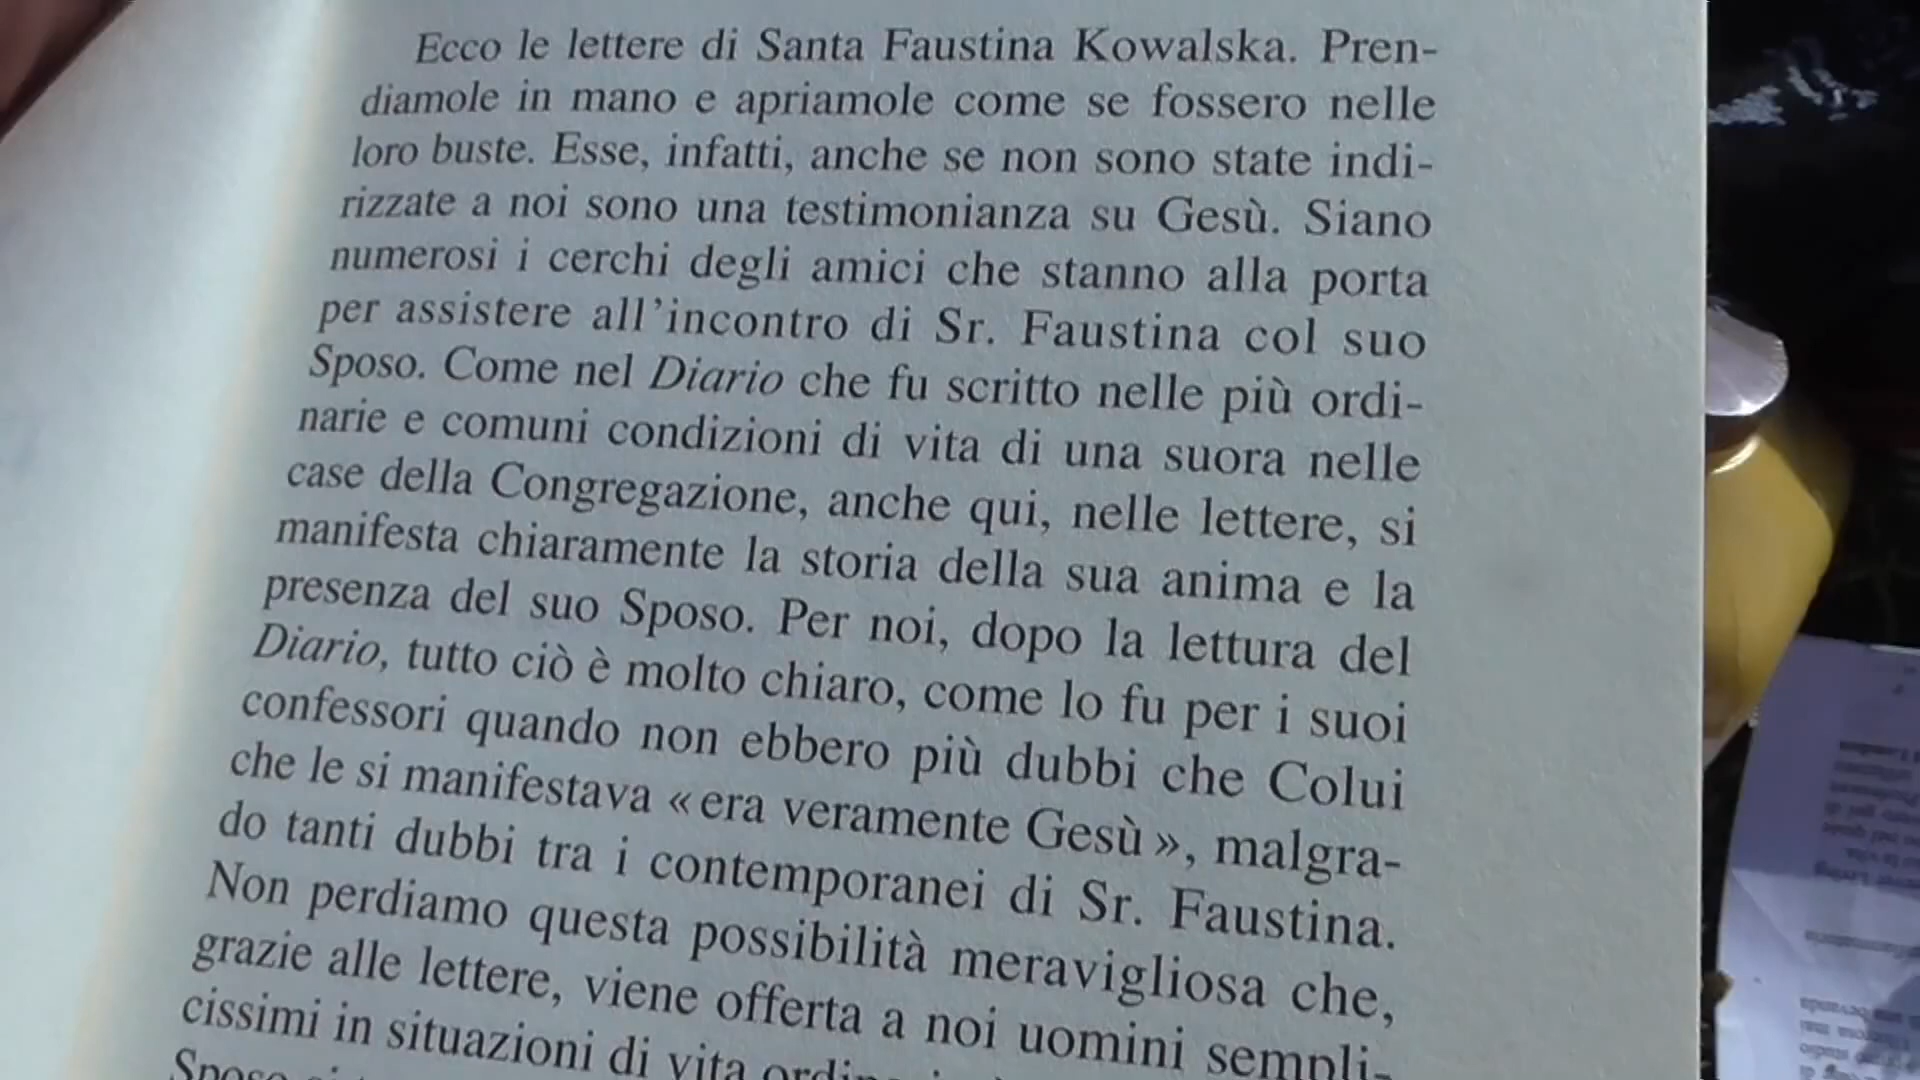 Ecco le lettere di Santa Faustina Kowalska. Pren-
diamole in mano e apriamole come se fossero nelle
loro buste. Esse, infatti, anche se non sono state indi-
rizzate a noi sono una testimonianza su Gesù. Siano
numerosi i cerchi degli amici che stanno alla porta
per assistere all'incontro di Sr. Faustina col suo
Sposo. Come nel Diario che fu scritto nelle più ordi-
narie e comuni condizioni di vita di una suora nelle
case della Congregazione, anche qui, nelle lettere, si
manifesta chiaramente la storia della sua anima e la
presenza del suo Sposo. Per noi, dopo la lettura del
Diario, tutto ciò è molto chiaro, come lo fu per i suoi
confessori quando non ebbero più dubbi che Colui
che le si manifestava «era veramente Gesù», malgra-
do tanti dubbi tra i contemporanei di Sr. Faustina.
Non perdiamo questa possibilità meravigliosa che,
grazie alle lettere, viene offerta a noi uomini sempli-
cissimi in situazioni di vita
Sposo